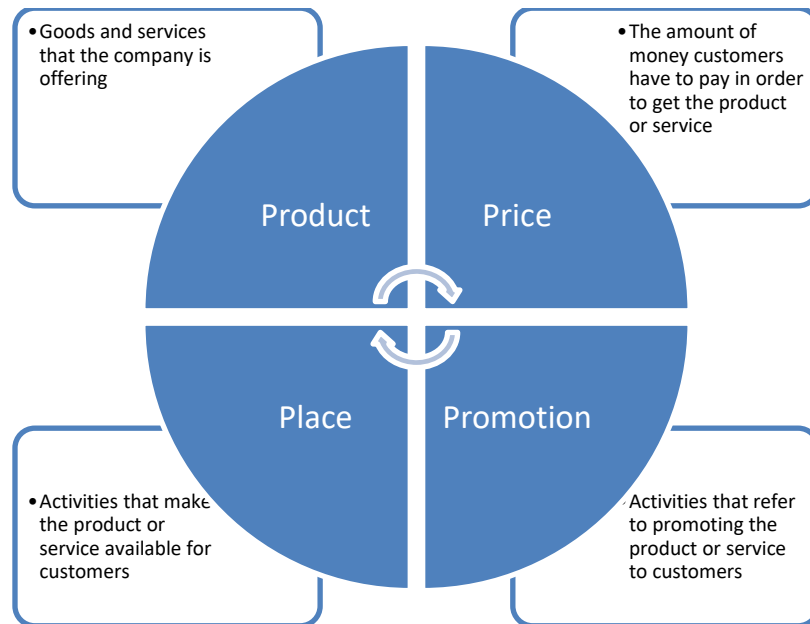 •Goods and services
that the company is
offering
•The amount of
money customers
have to pay in order
to get the product
or service
Product
Price
Place
Promotion
•Activities that make
the product or
service available for
customers
•Activities that refer
to promoting the
product or service
to customers